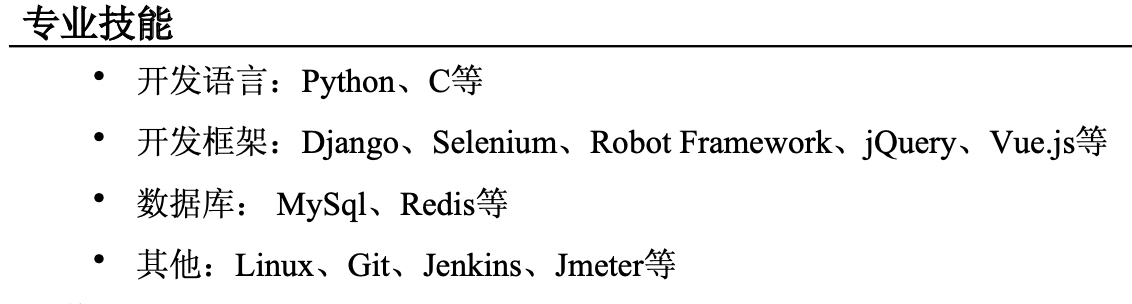 专业技能
• 开发语言：Python、C等
• 开发框架：Django、Selenium、Robot Framework、jQuery、Vue.js等
• 数据库： MySql、Redis等
• 其他：Linux、Git、Jenkins、Jmeter等